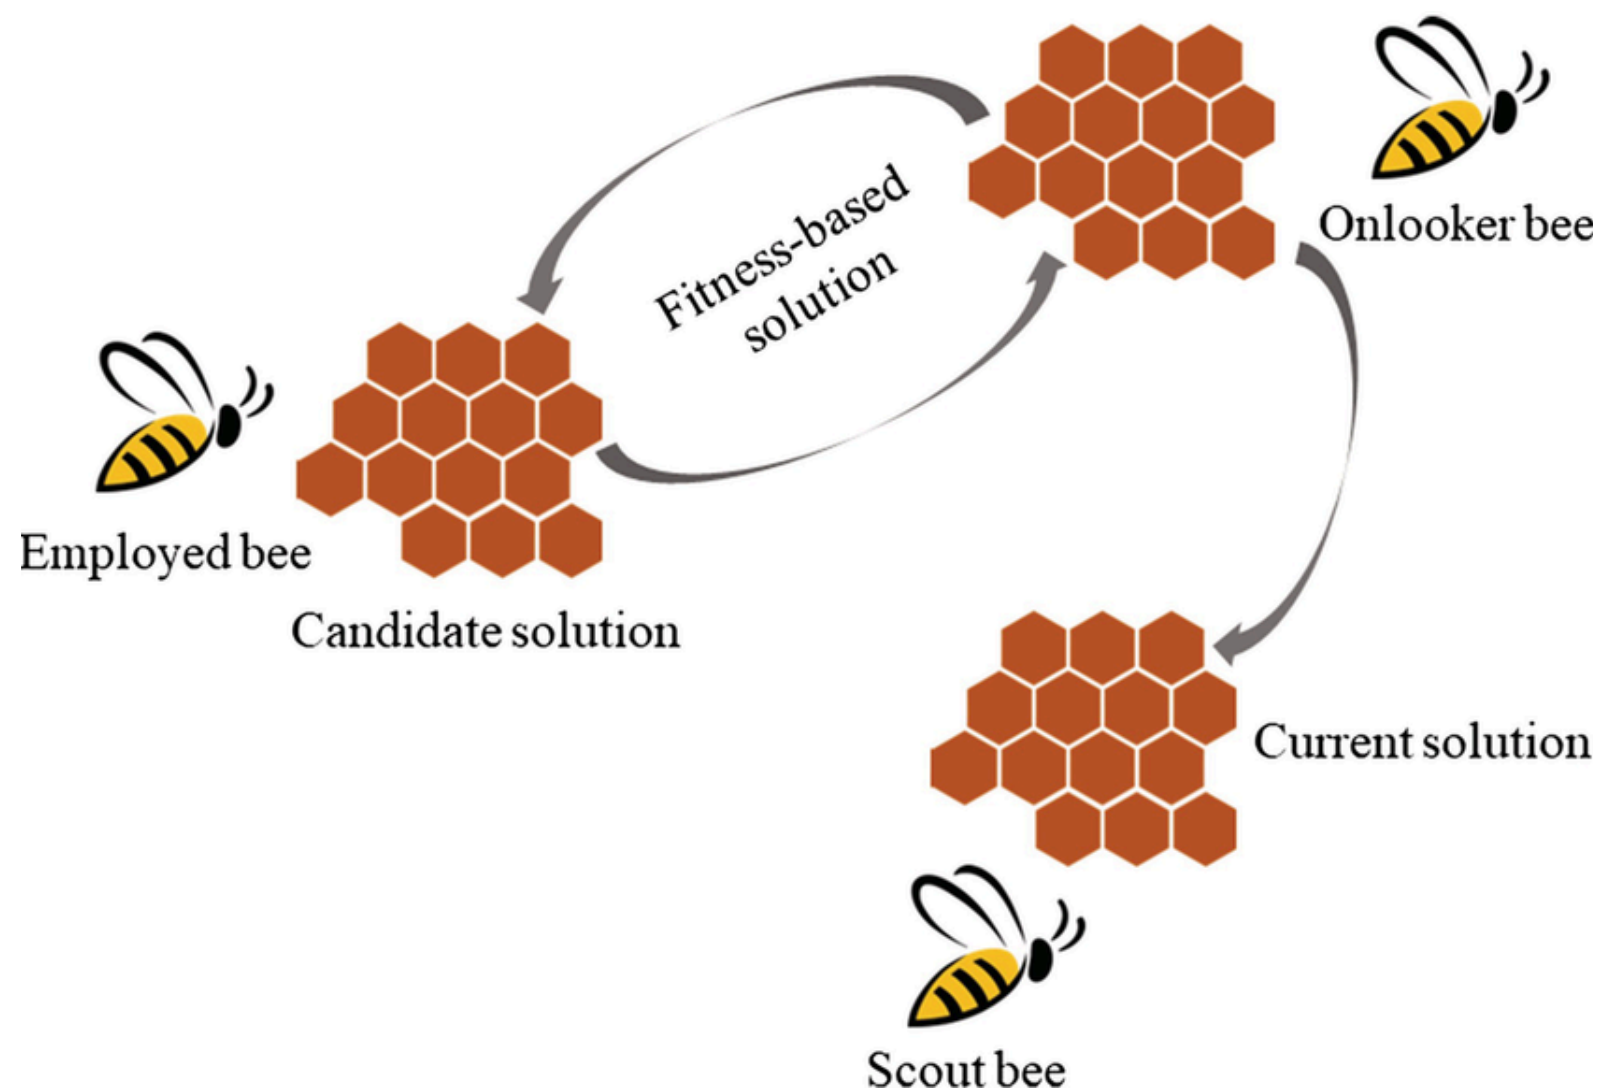 Onlooker bee
Fitness-based
solution
Employed bee
Candidate solution
Current solution
Scout bee